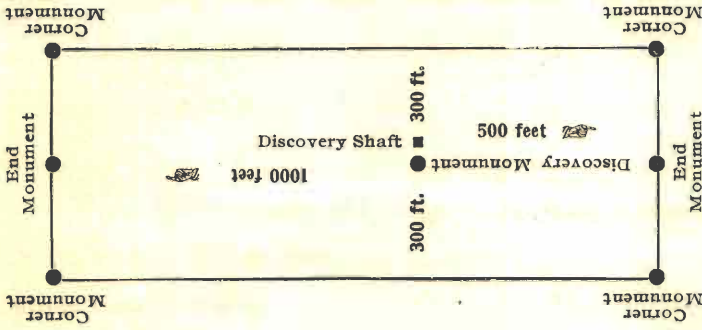 Corner
Monument
Corner
Monument
300 ft.
500 feet
Discovery Shaft
End
Monument
Discovery Monument
End
Monument
1000 feet
300 ft.
Corner
Monument
Corner
Monument